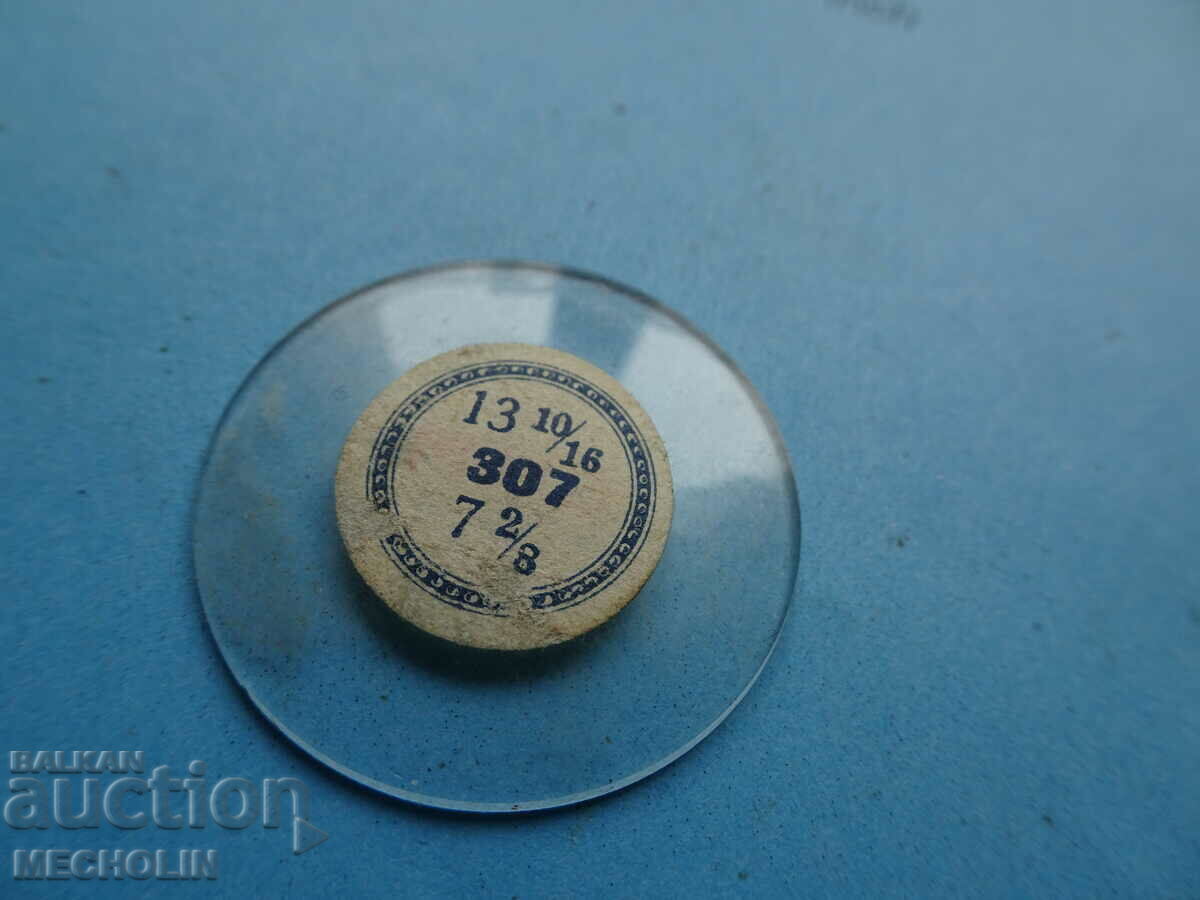 13 10/16
307
7 2/8
BALKAN
auction
MECHOLIN